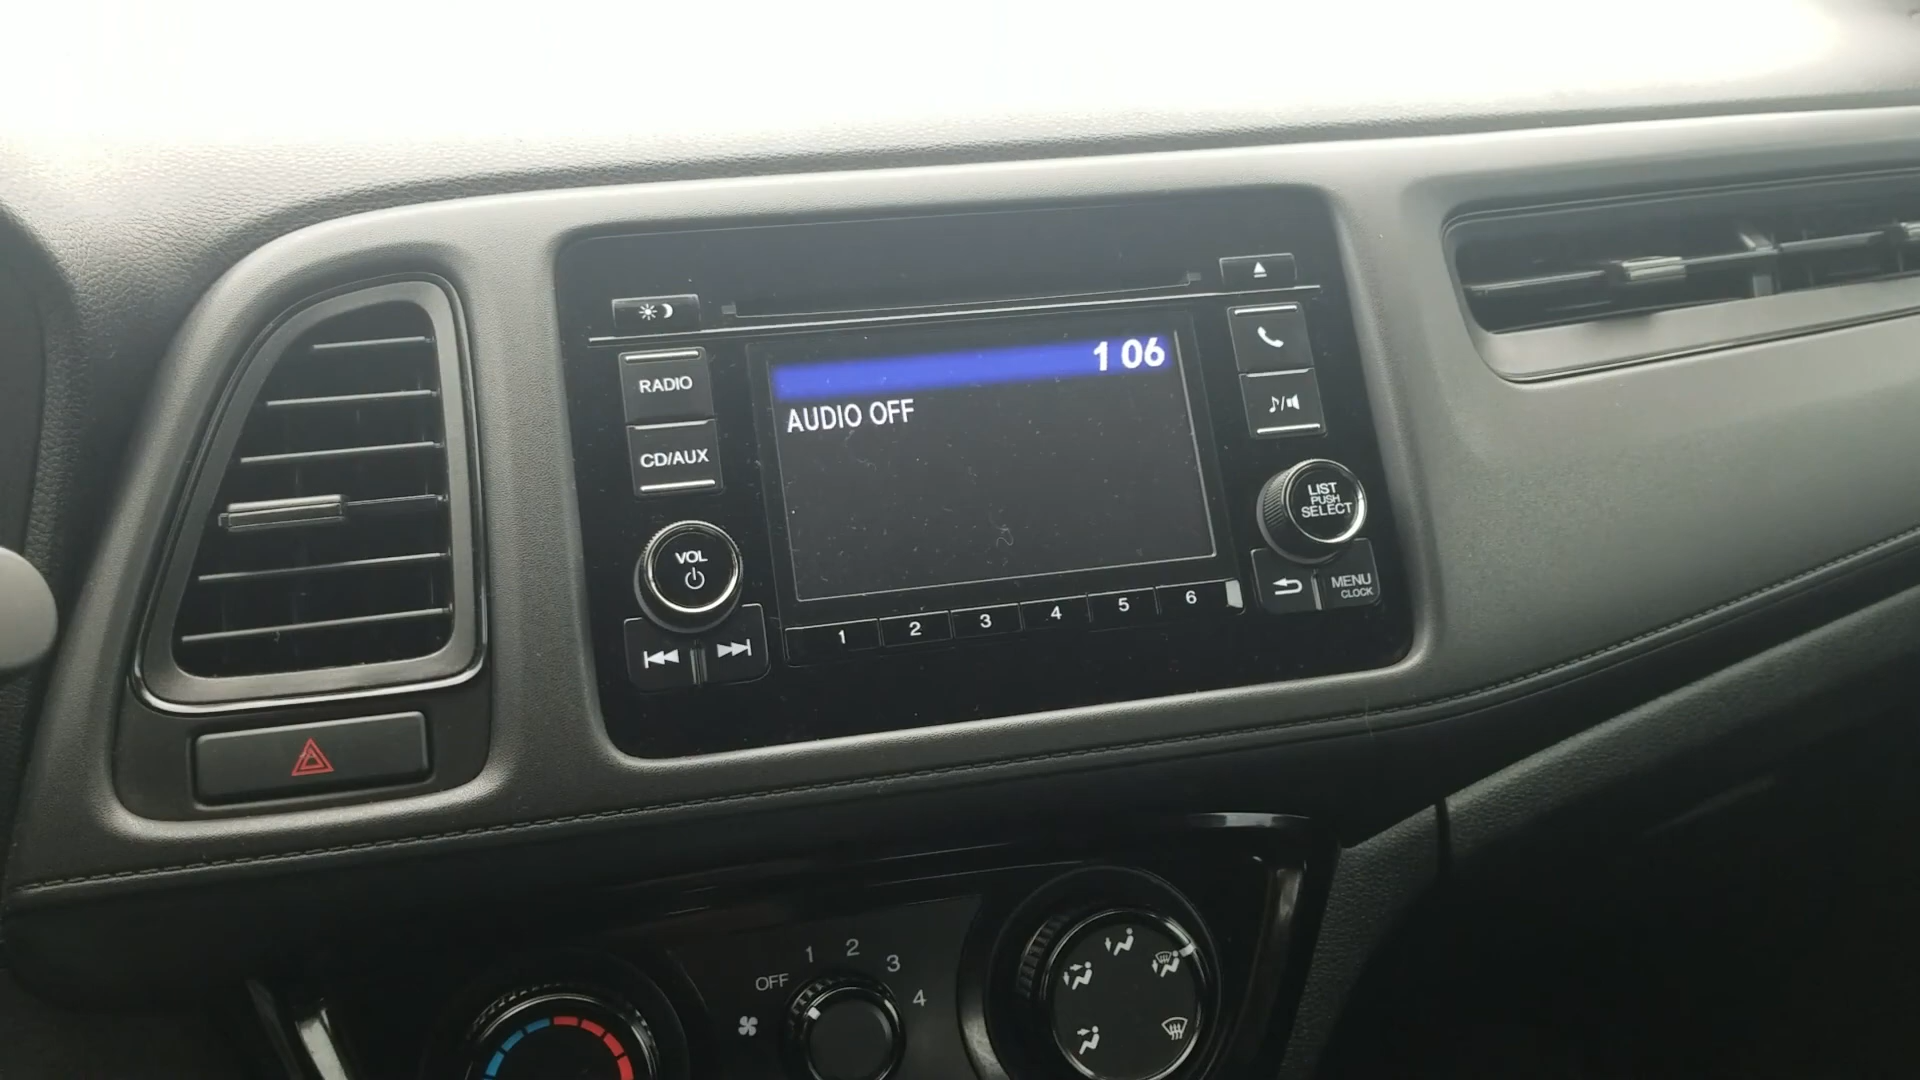 RADIO
CD/AUX
VOL
1 06
AUDIO OFF
LIST
PUSH
SELECT
MENU
CLOCK
1 2 3 4 5 6
OFF 1 2 3 4